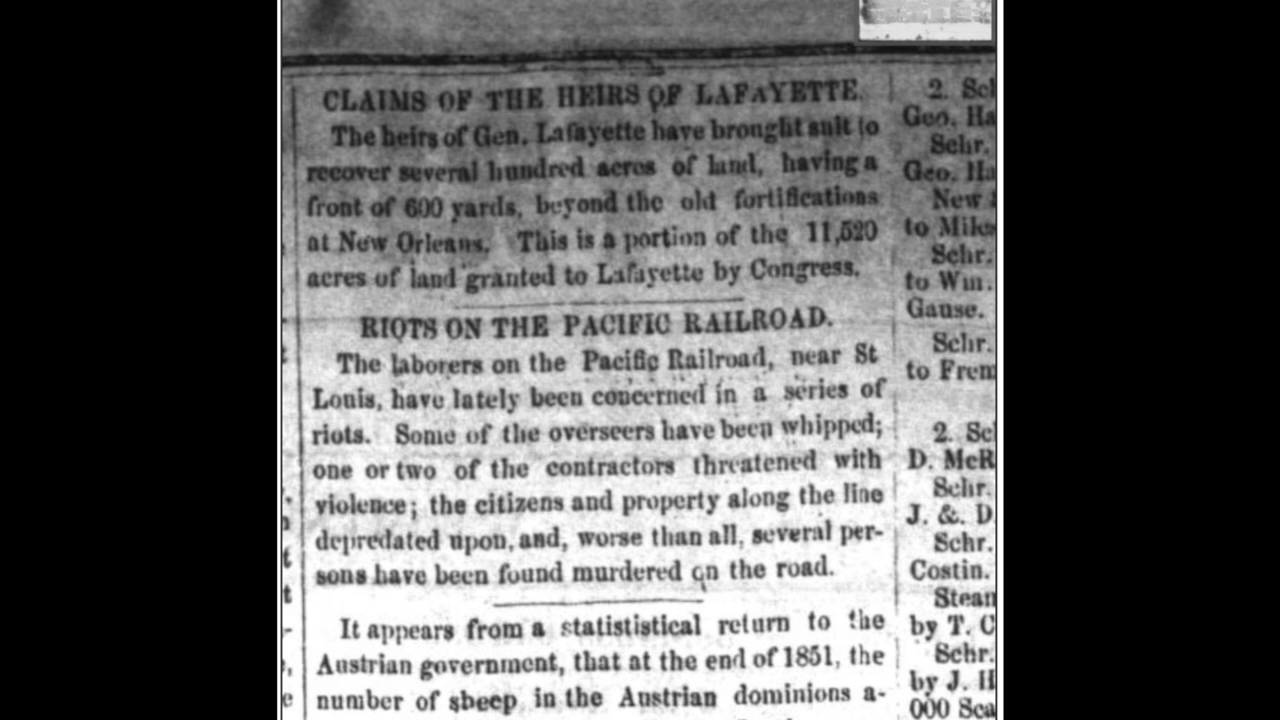 CLAIMS OF THE HEIRS OF LAFAYETTE.
The heirs of Gen. Lafayette have brought suit to
recover several hundred acres of land, having a
front of 600 yards, beyond the old fortifications
at New Orleans. This is a portion of the 11,520
acres of land granted to Lafayette by Congress.
RIOTS ON THE PACIFIC RAILROAD.
The laborers on the Pacific Railroad, near St
Louis, have lately been concerned in a series of
riots. Some of the overseers have been whipped;
one or two of the contractors threatened with
violence; the citizens and property along the line
depredated upon, and, worse than all, several per-
sons have been found murdered on the road.
It appears from a statististical return to the
Austrian government, that at the end of 1851, the
number of sheep in the Austrian dominions a-
2. Scl
Geo. Ha
Schr.
Geo. Ha
New
to Mike
Schr.
to Wm.
Gause.
Schr.
to Frem
2. Sc
D. McR
Schr.
J. &. D
Schr.
Costin.
Stean
by T. C
Schr.
by J. H
000 Sca